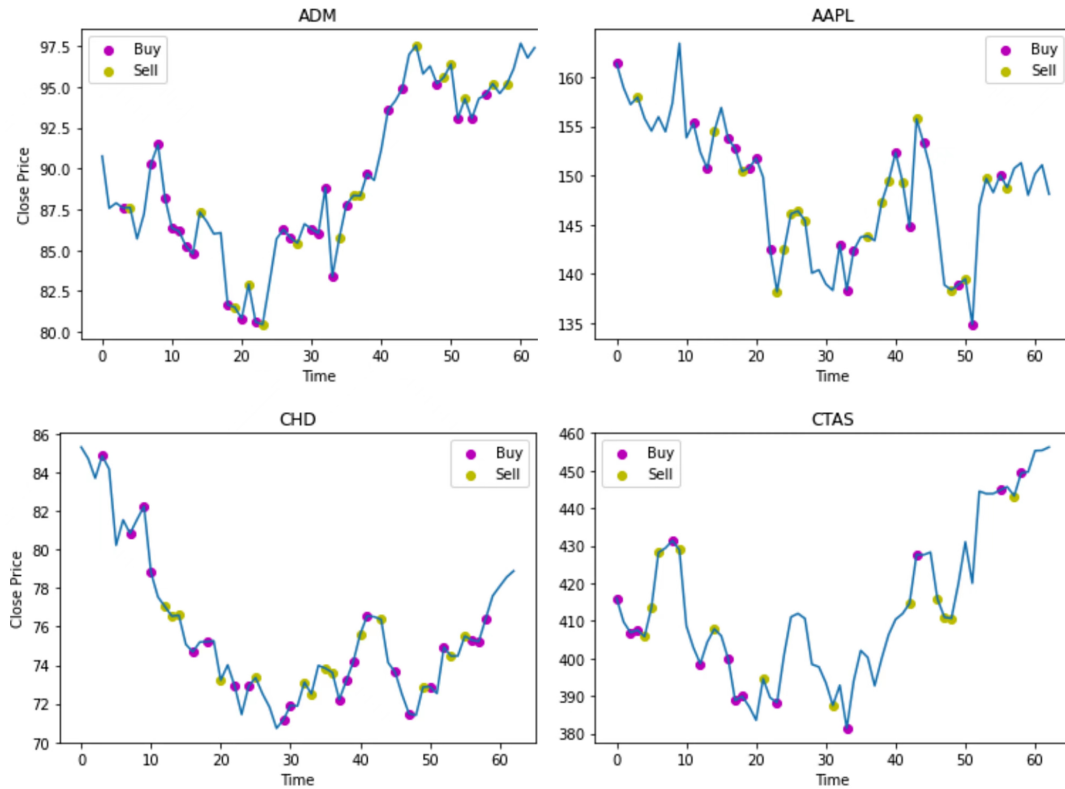 ADM
Buy
Sell
97.5
95.0
92.5
90.0
87.5
85.0
82.5
80.0
Close Price
0 10 20 30 40 50 60
Time
AAPL
Buy
Sell
160
155
150
145
140
135
0 10 20 30 40 50 60
Time
CHD
Buy
Sell
86
84
82
80
78
76
74
72
70
Close Price
0 10 20 30 40 50 60
Time
CTAS
Buy
Sell
460
450
440
430
420
410
400
390
380
0 10 20 30 40 50 60
Time